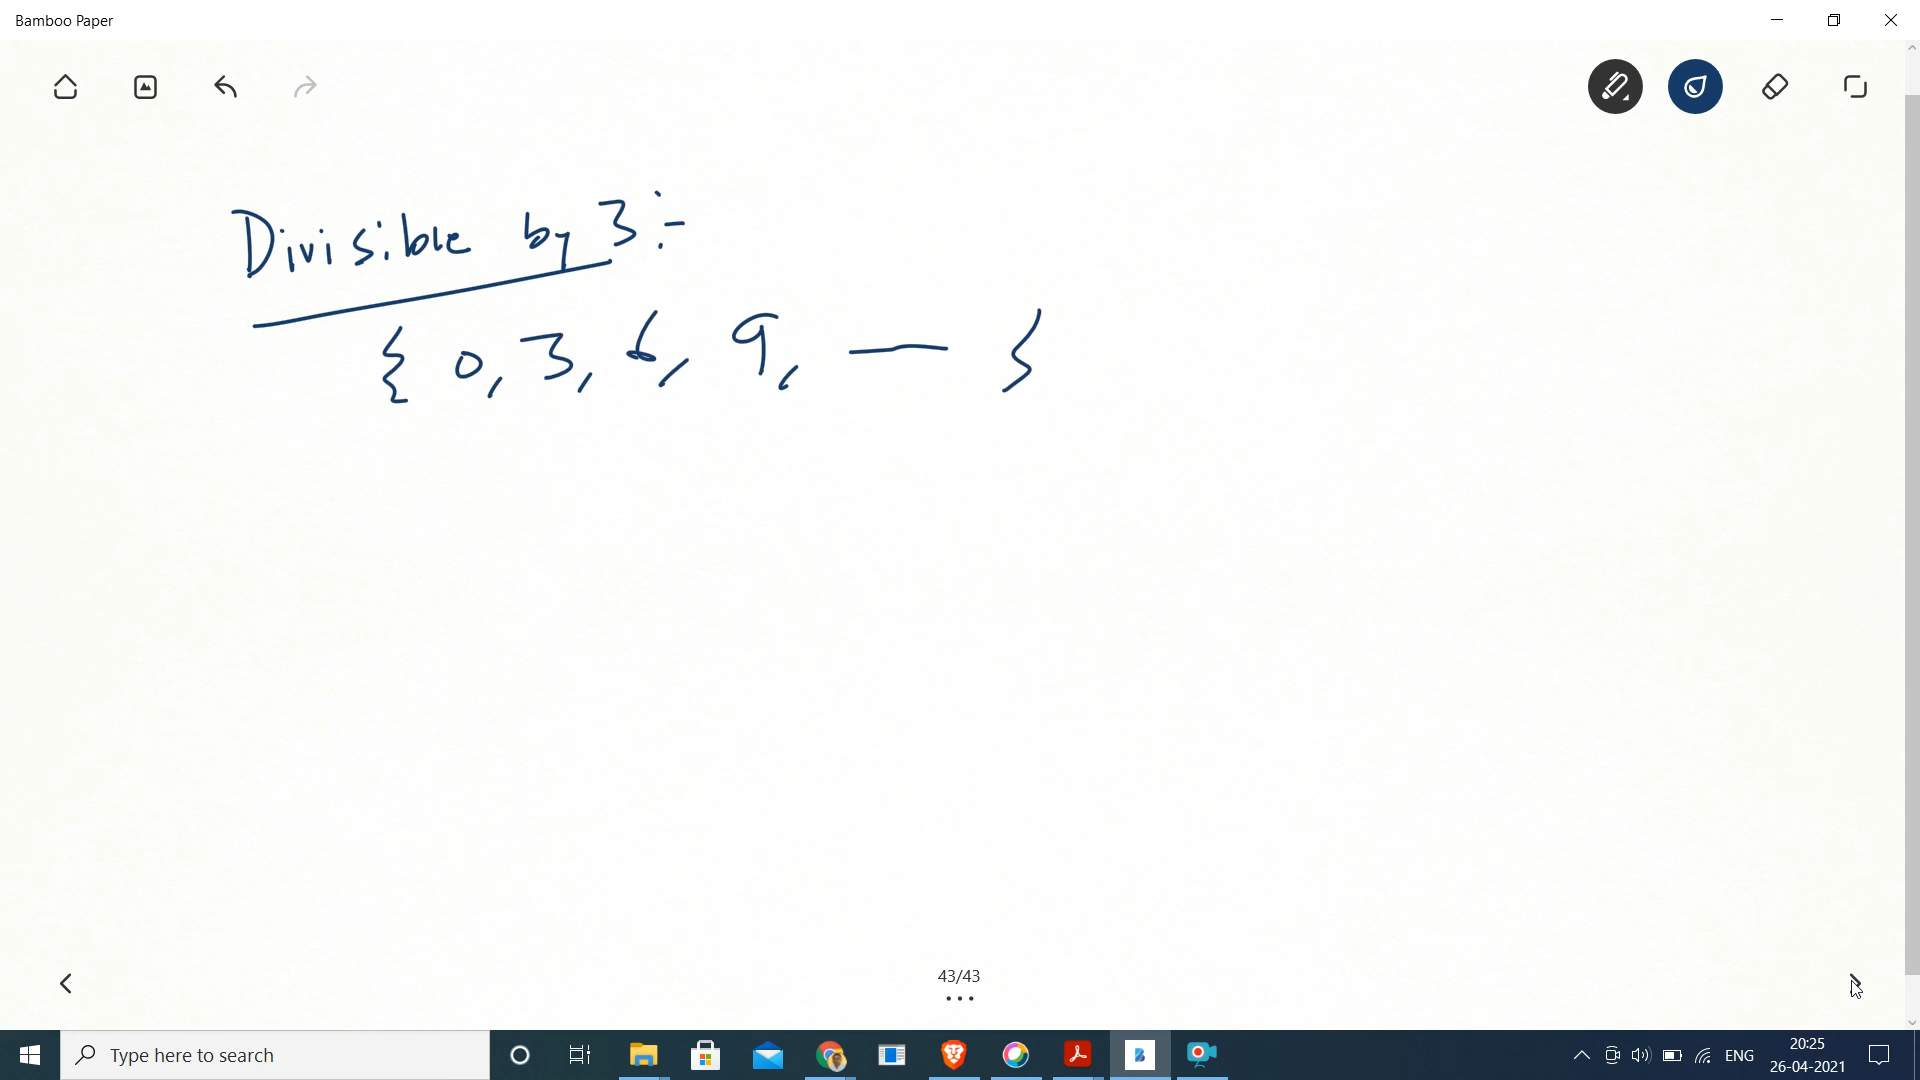 Bamboo Paper
Divisible by 3:-
{ 0, 3, 6, 9, — }
43/43
Type here to search
ENG
20:25
26-04-2021